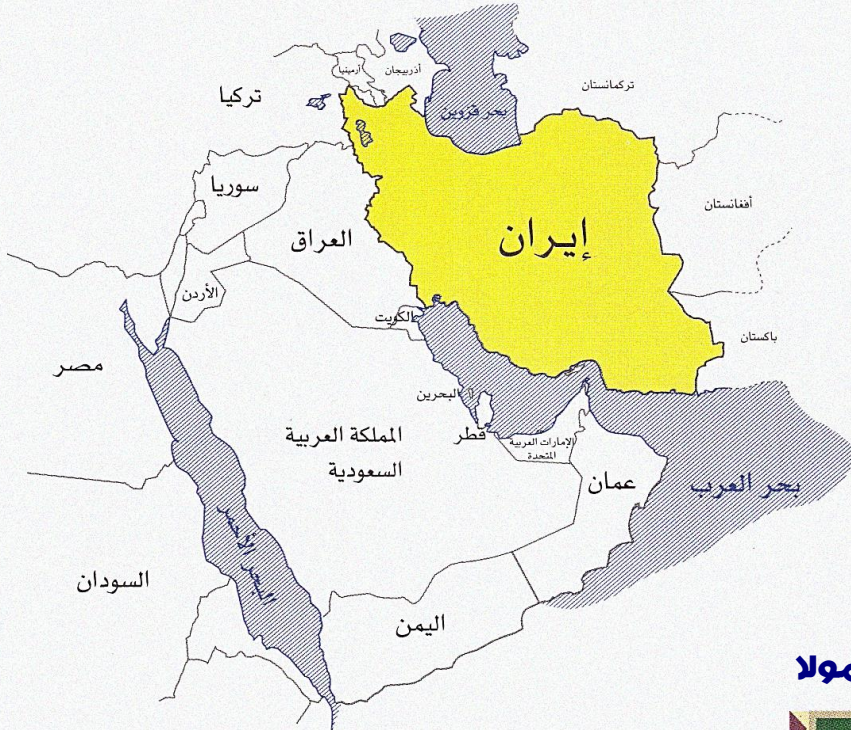 أرمينيا
أذربيجان
تركمانستان
تركيا
بحر قزوين
سوريا
أفغانستان
العراق
إيران
الأردن
الكويت
باكستان
مصر
البحرين
قطر
الإمارات العربية
المتحدة
المملكة العربية
السعودية
عمان
بحر العرب
البحر الأحمر
السودان
اليمن
مولا